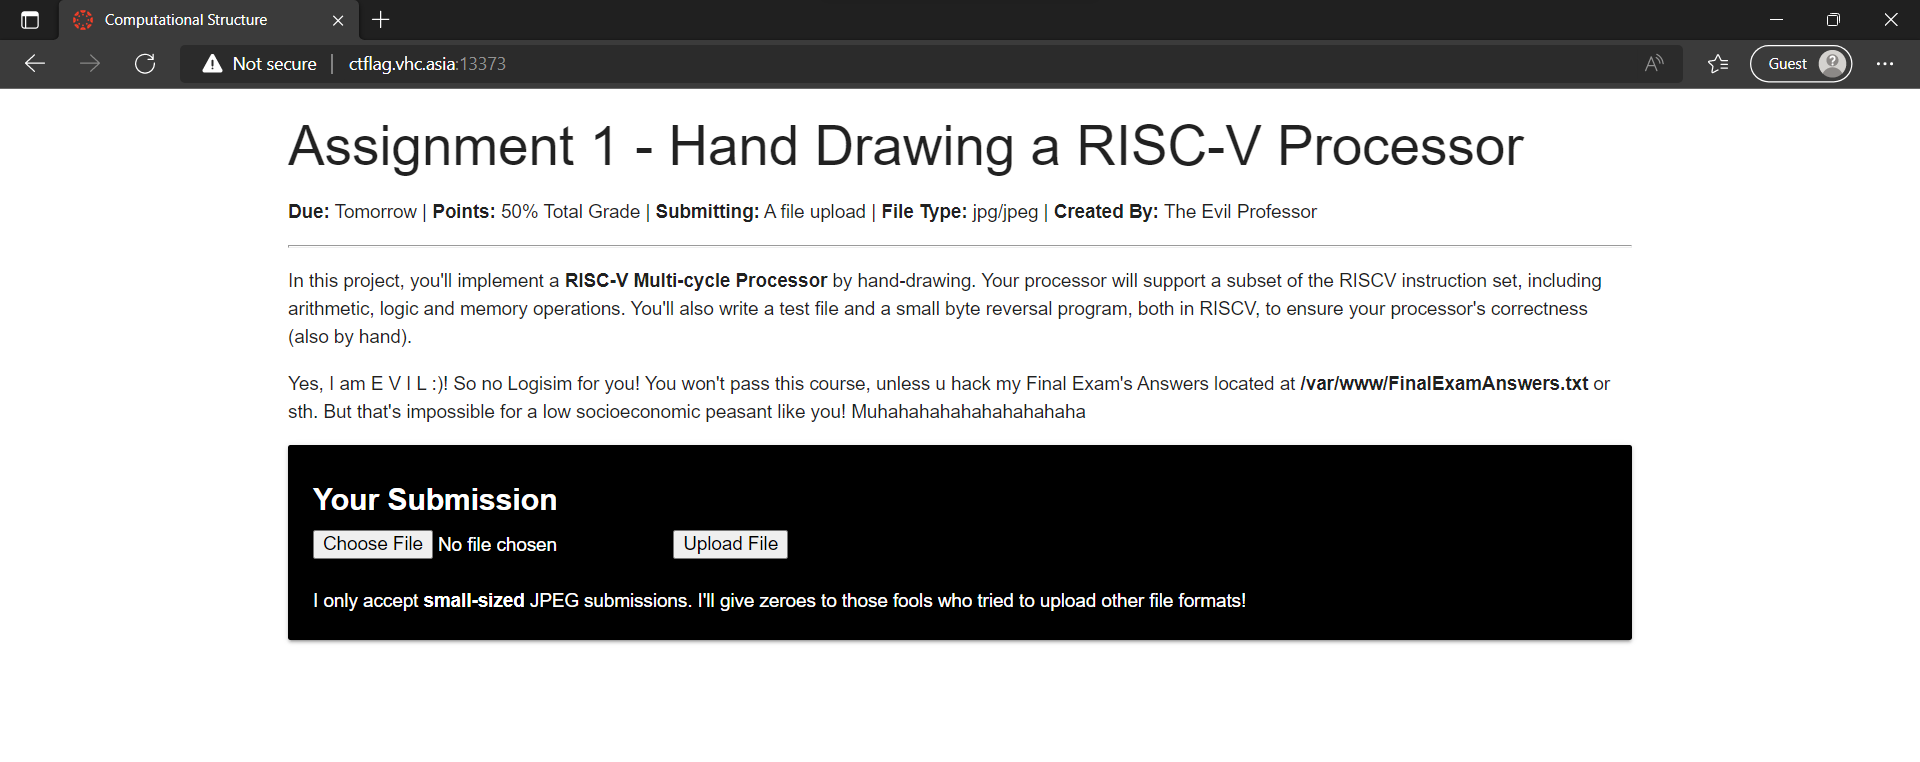 Computational Structure
Not secure
ctflag.vhc.asia:13373
Guest
Assignment 1 - Hand Drawing a RISC-V Processor
Due: Tomorrow | Points: 50% Total Grade | Submitting: A file upload | File Type: jpg/jpeg | Created By: The Evil Professor
In this project, you'll implement a RISC-V Multi-cycle Processor by hand-drawing. Your processor will support a subset of the RISCV instruction set, including
arithmetic, logic and memory operations. You'll also write a test file and a small byte reversal program, both in RISCV, to ensure your processor's correctness
(also by hand).
Yes, I am E V I L :)! So no Logisim for you! You won't pass this course, unless u hack my Final Exam's Answers located at /var/www/FinalExamAnswers.txt or
sth. But that's impossible for a low socioeconomic peasant like you! Muhahahahahahahahahaha
Your Submission
Choose File No file chosen Upload File
I only accept small-sized JPEG submissions. I'll give zeroes to those fools who tried to upload other file formats!